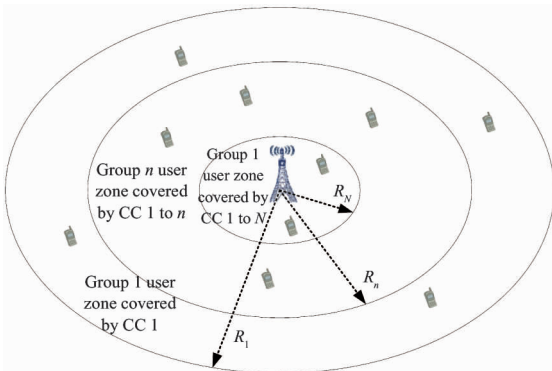 Group n user
zone covered
by CC 1 to n
Group 1
user zone
covered by
CC 1 to N
R_N
R_n
Group 1 user
zone covered
by CC 1
R_1